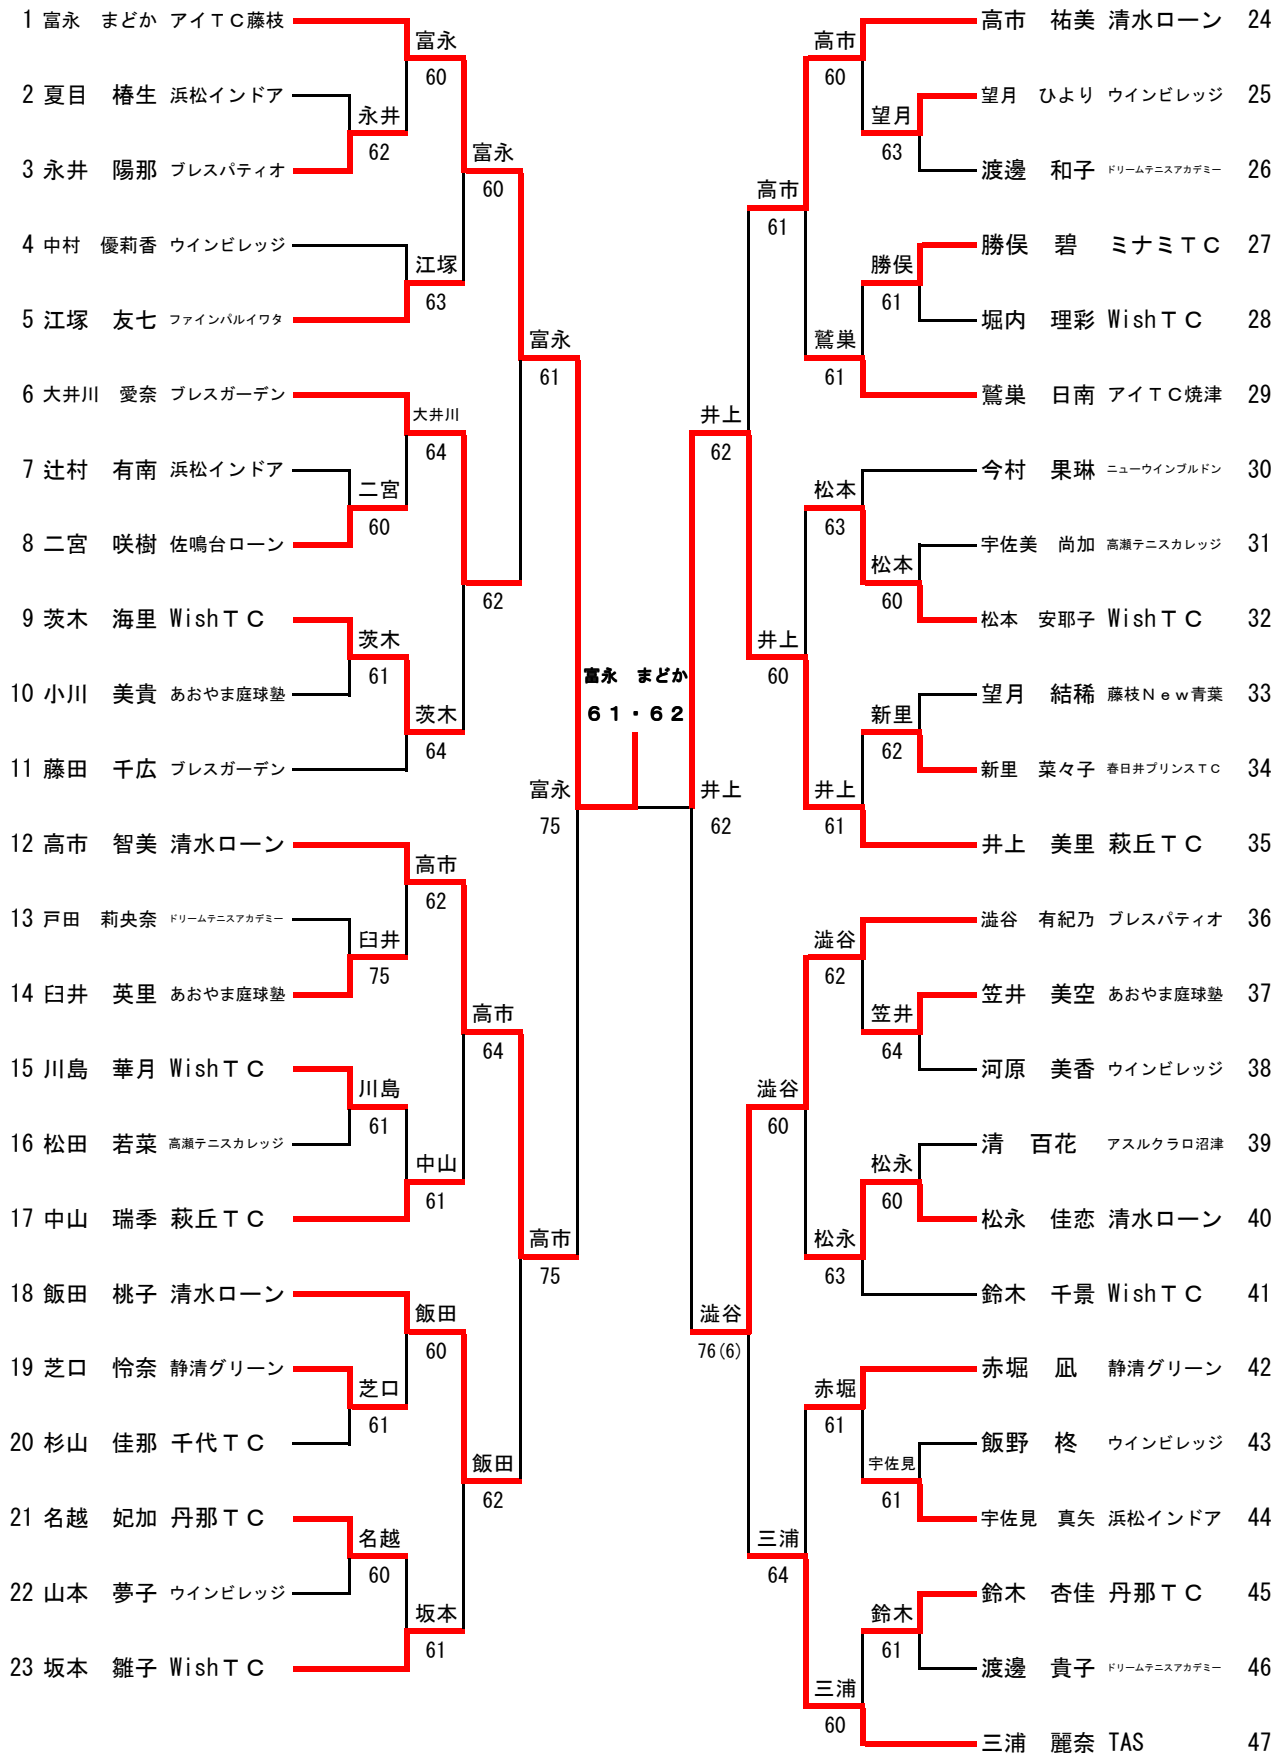 1 富永　まどか アイＴＣ藤枝
富永
60
2 夏目　椿生 浜松インドア
永井
62
3 永井　陽那 ブレスパティオ
富永
60
4 中村　優莉香 ウインビレッジ
江塚
63
5 江塚　友七 ファインバルイワタ
富永
61
6 大井川　愛奈 ブレスガーデン
大井川
64
7 辻村　有南 浜松インドア
二宮
60
8 二宮　咲樹 佐鳴台ローン
62
9 茨木　海里 WishＴＣ
茨木
61
10 小川　美貴 あおやま庭球塾
茨木
64
11 藤田　千広 ブレスガーデン
富永
75
12 高市　智美 清水ローン
高市
62
13 戸田　莉央奈 ドリームテニスアカデミー
臼井
75
14 臼井　英里 あおやま庭球塾
高市
64
15 川島　華月 WishＴＣ
川島
61
16 松田　若菜 高瀬テニスカレッジ
中山
61
17 中山　瑞季 萩丘ＴＣ
高市
75
18 飯田　桃子 清水ローン
飯田
60
19 芝口　怜奈 静清グリーン
芝口
61
20 杉山　佳那 千代ＴＣ
飯田
62
21 名越　妃加 丹那ＴＣ
名越
60
22 山本　夢子 ウインビレッジ
坂本
61
23 坂本　雛子 WishＴＣ
富永　まどか
６１・６２
高市　祐美 清水ローン 24
高市
60
望月　ひより ウインビレッジ 25
望月
63
渡邊　和子 ドリームテニスアカデミー 26
高市
61
勝俣　碧 ミナミＴＣ 27
勝俣
61
堀内　理彩 WishＴＣ 28
鷲巣
61
鷲巣　日南 アイＴＣ焼津 29
井上
62
今村　果琳 ニューウインブルドン 30
松本
63
宇佐美　尚加 高瀬テニスカレッジ 31
松本
60
松本　安耶子 WishＴＣ 32
井上
60
望月　結稀 藤枝Ｎｅｗ青葉 33
新里
62
新里　菜々子 春日井プリンスＴＣ 34
井上
61
井上　美里 萩丘ＴＣ 35
井上
62
澁谷　有紀乃 ブレスパティオ 36
澁谷
62
笠井　美空 あおやま庭球塾 37
笠井
64
河原　美香 ウインビレッジ 38
澁谷
60
清　百花 アスルクラロ沼津 39
松永
60
松永　佳恋 清水ローン 40
松永
63
鈴木　千景 WishＴＣ 41
澁谷
76(6)
赤堀　凪 静清グリーン 42
赤堀
61
飯野　柊 ウインビレッジ 43
宇佐見
61
宇佐見　真矢 浜松インドア 44
三浦
64
鈴木　杏佳 丹那ＴＣ 45
鈴木
61
渡邊　貴子 ドリームテニスアカデミー 46
三浦
60
三浦　麗奈 TAS 47